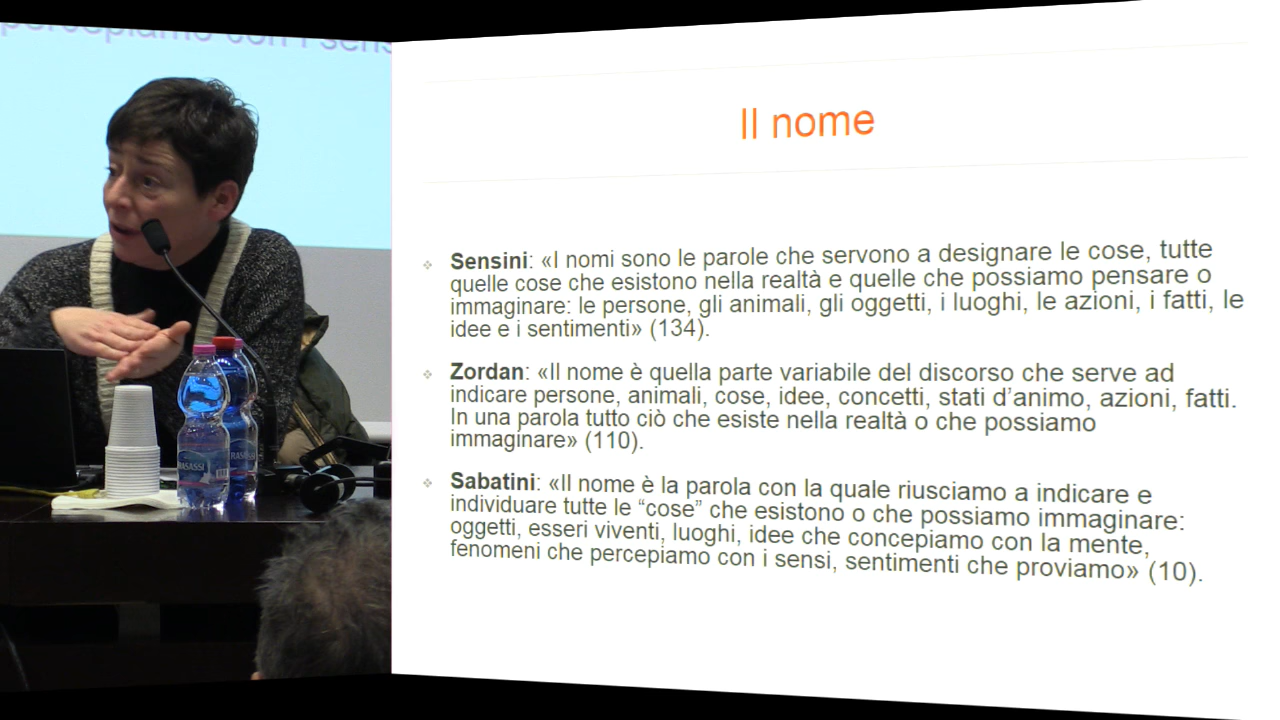 percepiamo con i sens
Il nome
Sensini: «I nomi sono le parole che servono a designare le cose, tutte
quelle cose che esistono nella realtà e quelle che possiamo pensare o
immaginare: le persone, gli animali, gli oggetti, i luoghi, le azioni, i fatti, le
idee e i sentimenti» (134).
Zordan: «Il nome è quella parte variabile del discorso che serve ad
indicare persone, animali, cose, idee, concetti, stati d’animo, azioni, fatti.
In una parola tutto ciò che esiste nella realtà o che possiamo
immaginare» (110).
Sabatini: «Il nome è la parola con la quale riusciamo a indicare e
individuare tutte le “cose” che esistono o che possiamo immaginare:
oggetti, esseri viventi, luoghi, idee che concepiamo con la mente,
fenomeni che percepiamo con i sensi, sentimenti che proviamo» (10).
RASASSI